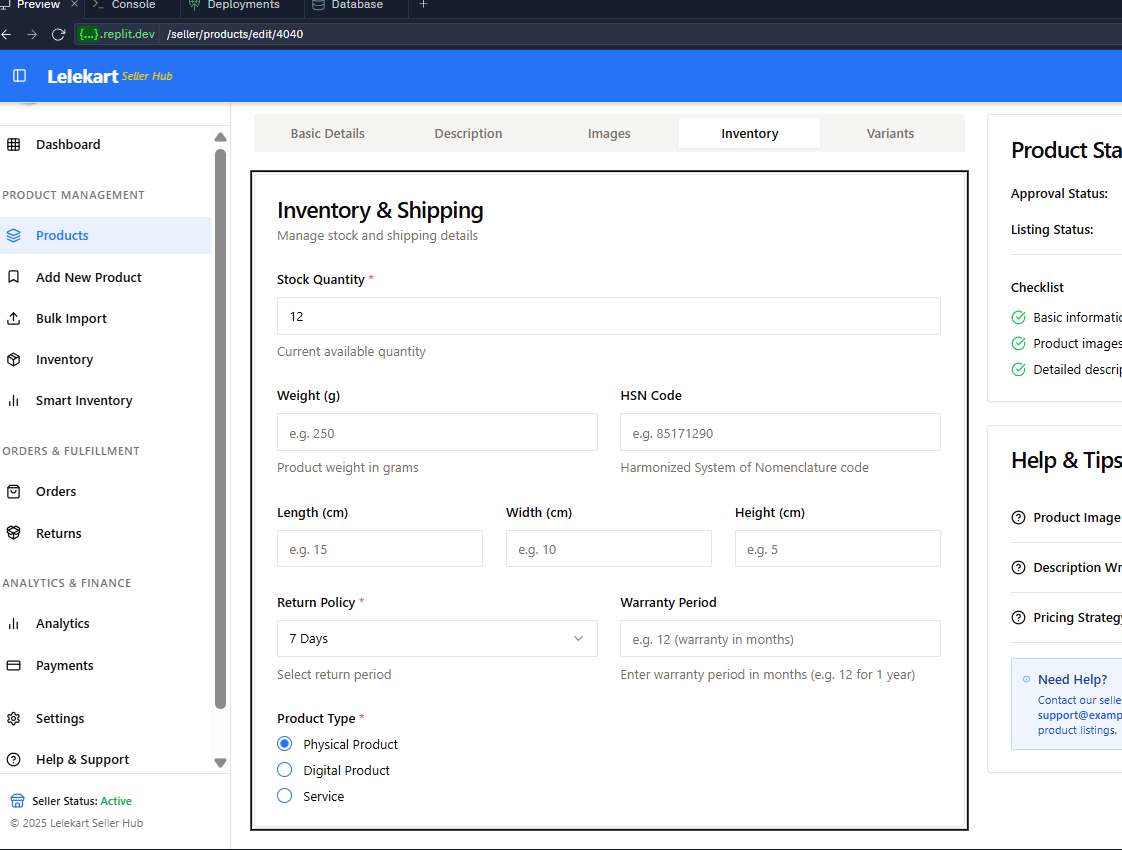 Preview
Console
Deployments
Database
{...}.replit.dev /seller/products/edit/4040
Lelekart Seller Hub
Dashboard
PRODUCT MANAGEMENT
Products
Add New Product
Bulk Import
Inventory
Smart Inventory
ORDERS & FULFILLMENT
Orders
Returns
ANALYTICS & FINANCE
Analytics
Payments
Settings
Help & Support
Seller Status: Active
© 2025 Lelekart Seller Hub
Basic Details
Description
Images
Inventory
Variants
Inventory & Shipping
Manage stock and shipping details
Stock Quantity *
12
Current available quantity
Weight (g)
e.g. 250
Product weight in grams
HSN Code
e.g. 85171290
Harmonized System of Nomenclature code
Length (cm)
e.g. 15
Width (cm)
e.g. 10
Height (cm)
e.g. 5
Return Policy *
7 Days
Select return period
Warranty Period
e.g. 12 (warranty in months)
Enter warranty period in months (e.g. 12 for 1 year)
Product Type *
Physical Product
Digital Product
Service
Product Sta
Approval Status:
Listing Status:
Checklist
Basic informatio
Product images
Detailed descrip
Help & Tips
Product Image
Description Wr
Pricing Strategy
Need Help?
Contact our selle
support@examp
product listings.